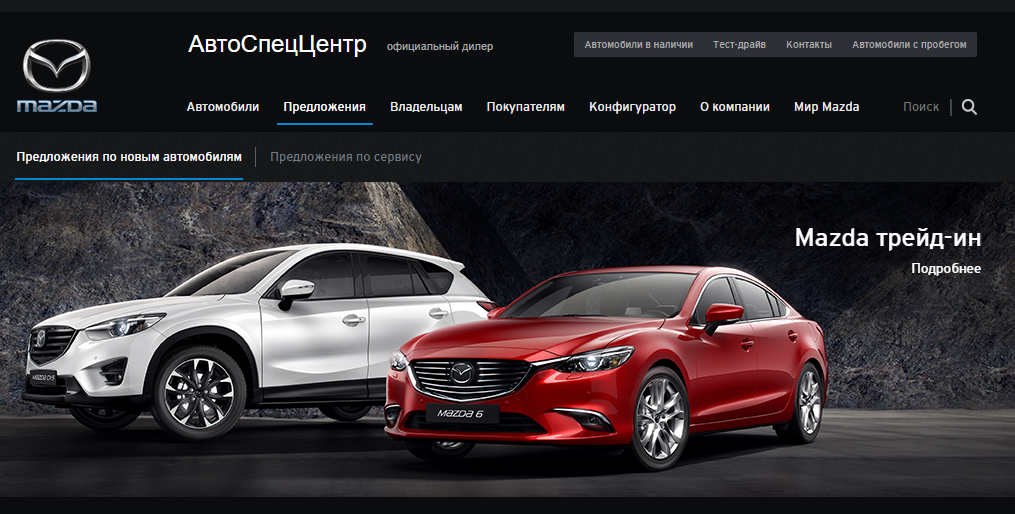 АвтоСпецЦентр официальный дилер
Автомобили в наличии Тест-драйв Контакты Автомобили с пробегом
mazda
Автомобили Предложения Владельцам Покупателям Конфигуратор О компании Мир Mazda Поиск
Предложения по новым автомобилям Предложения по сервису
Mazda трейд-ин
Подробнее
MAZDA CX-5
MAZDA 6